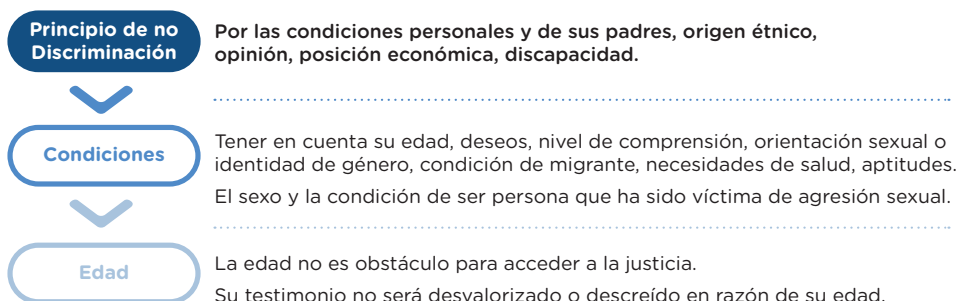 Principio de no
Discriminación
Por las condiciones personales y de sus padres, origen étnico,
opinión, posición económica, discapacidad.
Condiciones
Tener en cuenta su edad, deseos, nivel de comprensión, orientación sexual o
identidad de género, condición de migrante, necesidades de salud, aptitudes.
El sexo y la condición de ser persona que ha sido víctima de agresión sexual.
Edad
La edad no es obstáculo para acceder a la justicia.
Su testimonio no será desvalorizado o descreído en razón de su edad.